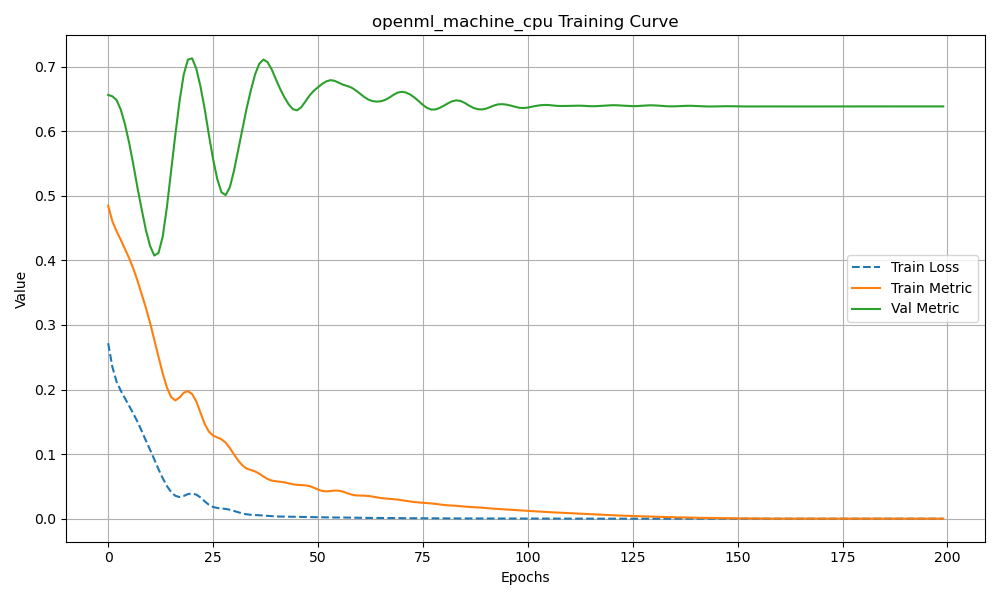 openml_machine_cpu Training Curve
0.7
0.6
0.5
0.4
0.3
0.2
0.1
0.0
Value
Train Loss
Train Metric
Val Metric
0 25 50 75 100 125 150 175 200
Epochs